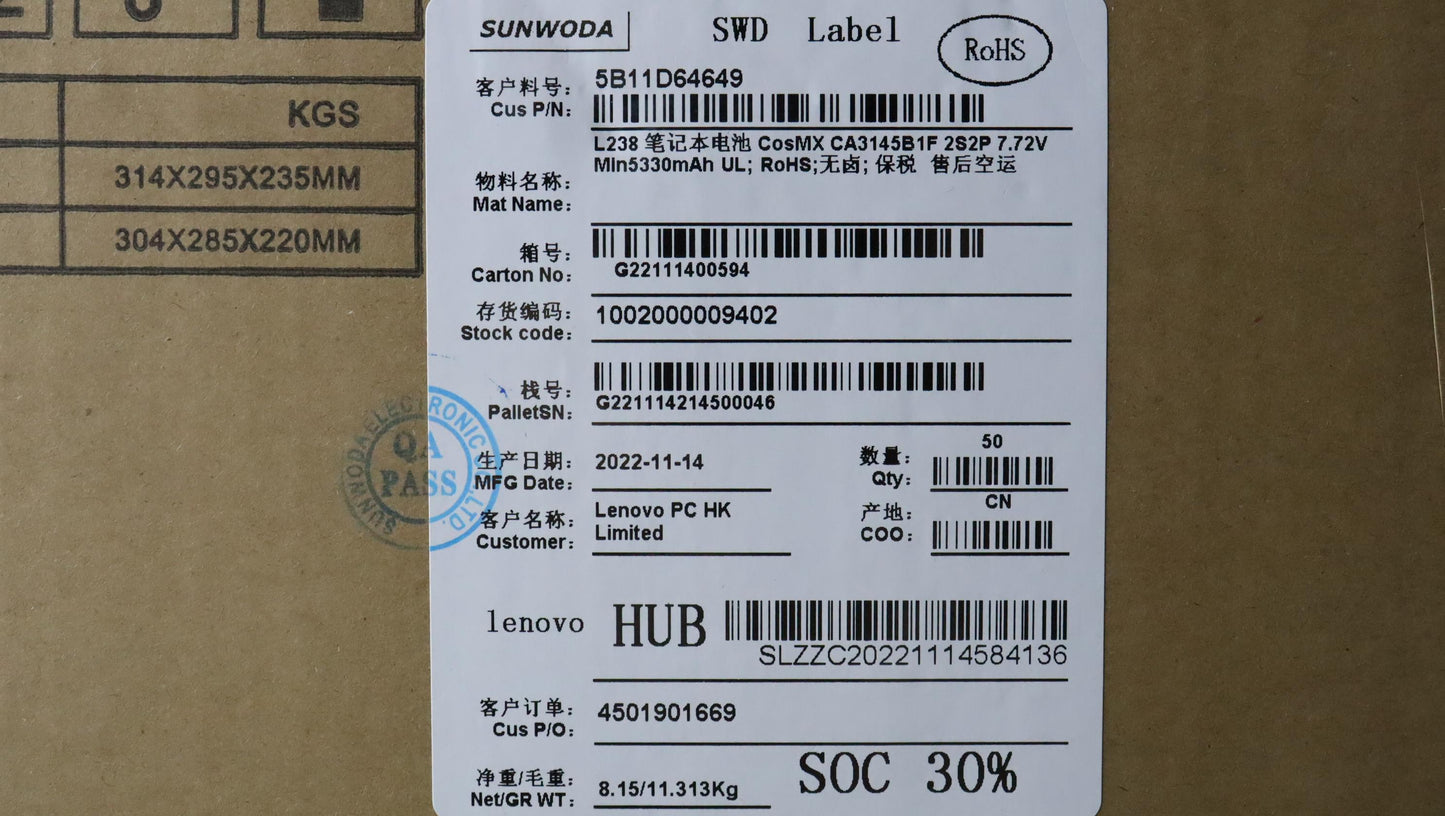 SUNWODA
SWD Label
RoHS
KGS
314X295X235MM
304X285X220MM
客户料号: 5B11D64649
Cus P/N:
L238 笔记本电池 CosMX CA3145B1F 2S2P 7.72V
MIn5330mAh UL; RoHS;无卤; 保税 售后空运
物料名称:
Mat Name:
箱号:
Carton No: G22111400594
存货编码: 1002000009402
Stock code:
栈号:
PalletSN: G221114214500046
SUNWODA ELECTRONIC CO.,LTD.
QA
PASS
生产日期: 2022-11-14
MFG Date:
数量: 50
Qty:
客户名称: Lenovo PC HK
Customer: Limited
产地: CN
COO:
lenovo HUB
SLZZC20221114584136
客户订单: 4501901669
Cus P/O:
净重/毛重: 8.15/11.313Kg
Net/GR WT:
SOC 30%